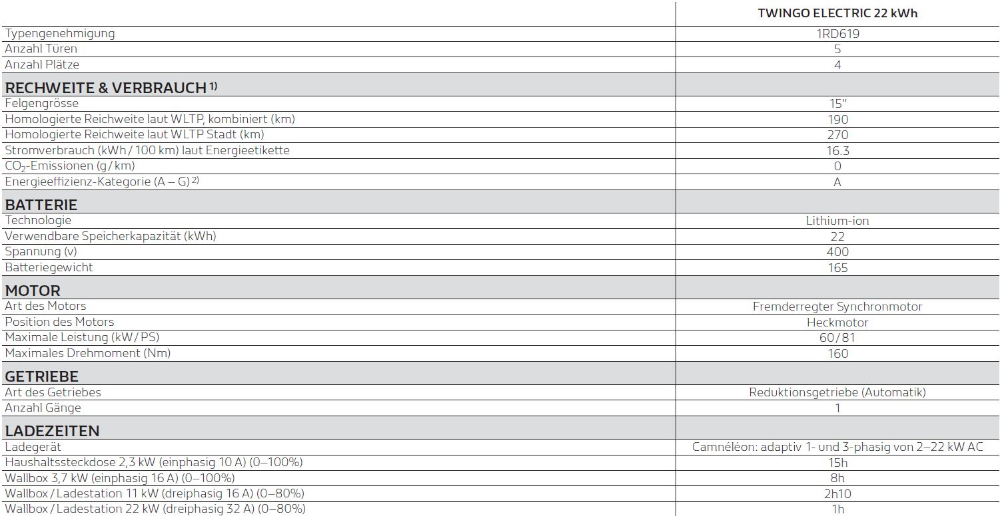 TWINGO ELECTRIC 22 kWh
Typengenehmigung 1RD619
Anzahl Türen 5
Anzahl Plätze 4
RECHWEITE & VERBRAUCH 1)
Felgengrösse 15"
Homologierte Reichweite laut WLTP, kombiniert (km) 190
Homologierte Reichweite laut WLTP Stadt (km) 270
Stromverbrauch (kWh / 100 km) laut Energieetikette 16.3
CO₂-Emissionen (g / km) 0
Energieeffizienz-Kategorie (A – G) 2) A
BATTERIE
Technologie Lithium-ion
Verwendbare Speicherkapazität (kWh) 22
Spannung (v) 400
Batteriegewicht 165
MOTOR
Art des Motors Fremderregter Synchronmotor
Position des Motors Heckmotor
Maximale Leistung (kW / PS) 60 / 81
Maximales Drehmoment (Nm) 160
GETRIEBE
Art des Getriebes Reduktionsgetriebe (Automatik)
Anzahl Gänge 1
LADEZEITEN
Ladegerät Camnéléon: adaptiv 1- und 3-phasig von 2–22 kW AC
Haushaltssteckdose 2,3 kW (einphasig 10 A) (0–100%) 15h
Wallbox 3,7 kW (einphasig 16 A) (0–100%) 8h
Wallbox / Ladestation 11 kW (dreiphasig 16 A) (0–80%) 2h10
Wallbox / Ladestation 22 kW (dreiphasig 32 A) (0–80%) 1h